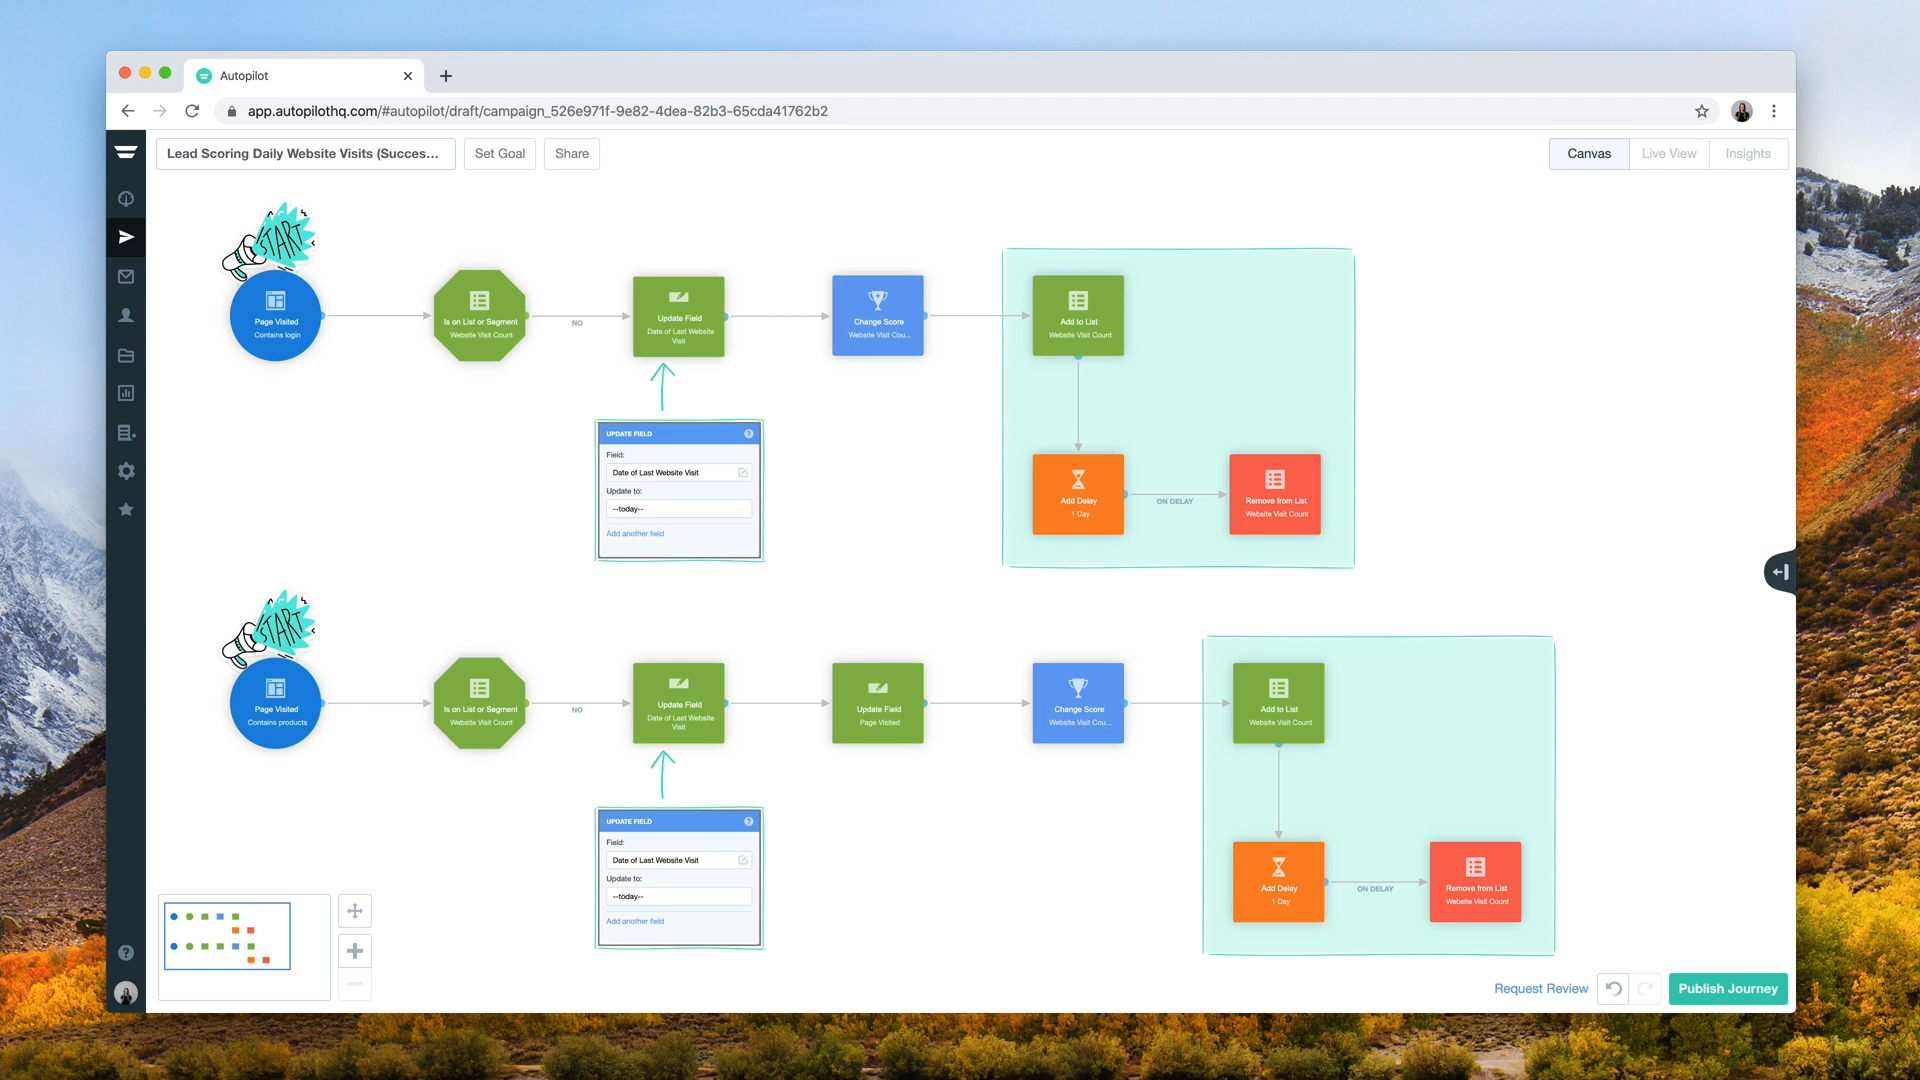 Autopilot
app.autopilothq.com/#autopilot/draft/campaign_526e971f-9e82-4dea-82b3-65cda41762b2
Lead Scoring Daily Website Visits (Succes...
Set Goal
Share
Canvas
Live View
Insights
START
Page Visited
Contains login
Is on List or Segment
Website Visit Count
NO
Update Field
Date of Last Website
Visit
Change Score
Website Visit Cou...
Add to List
Website Visit Count
UPDATE FIELD
Field:
Date of Last Website Visit
Update to:
--today--
Add another field
Add Delay
1 Day
ON DELAY
Remove from List
Website Visit Count
START
Page Visited
Contains products
Is on List or Segment
Website Visit Count
NO
Update Field
Date of Last Website
Visit
Update Field
Page Visited
Change Score
Website Visit Cou...
Add to List
Website Visit Count
UPDATE FIELD
Field:
Date of Last Website Visit
Update to:
--today--
Add another field
Add Delay
1 Day
ON DELAY
Remove from List
Website Visit Count
Request Review
Publish Journey